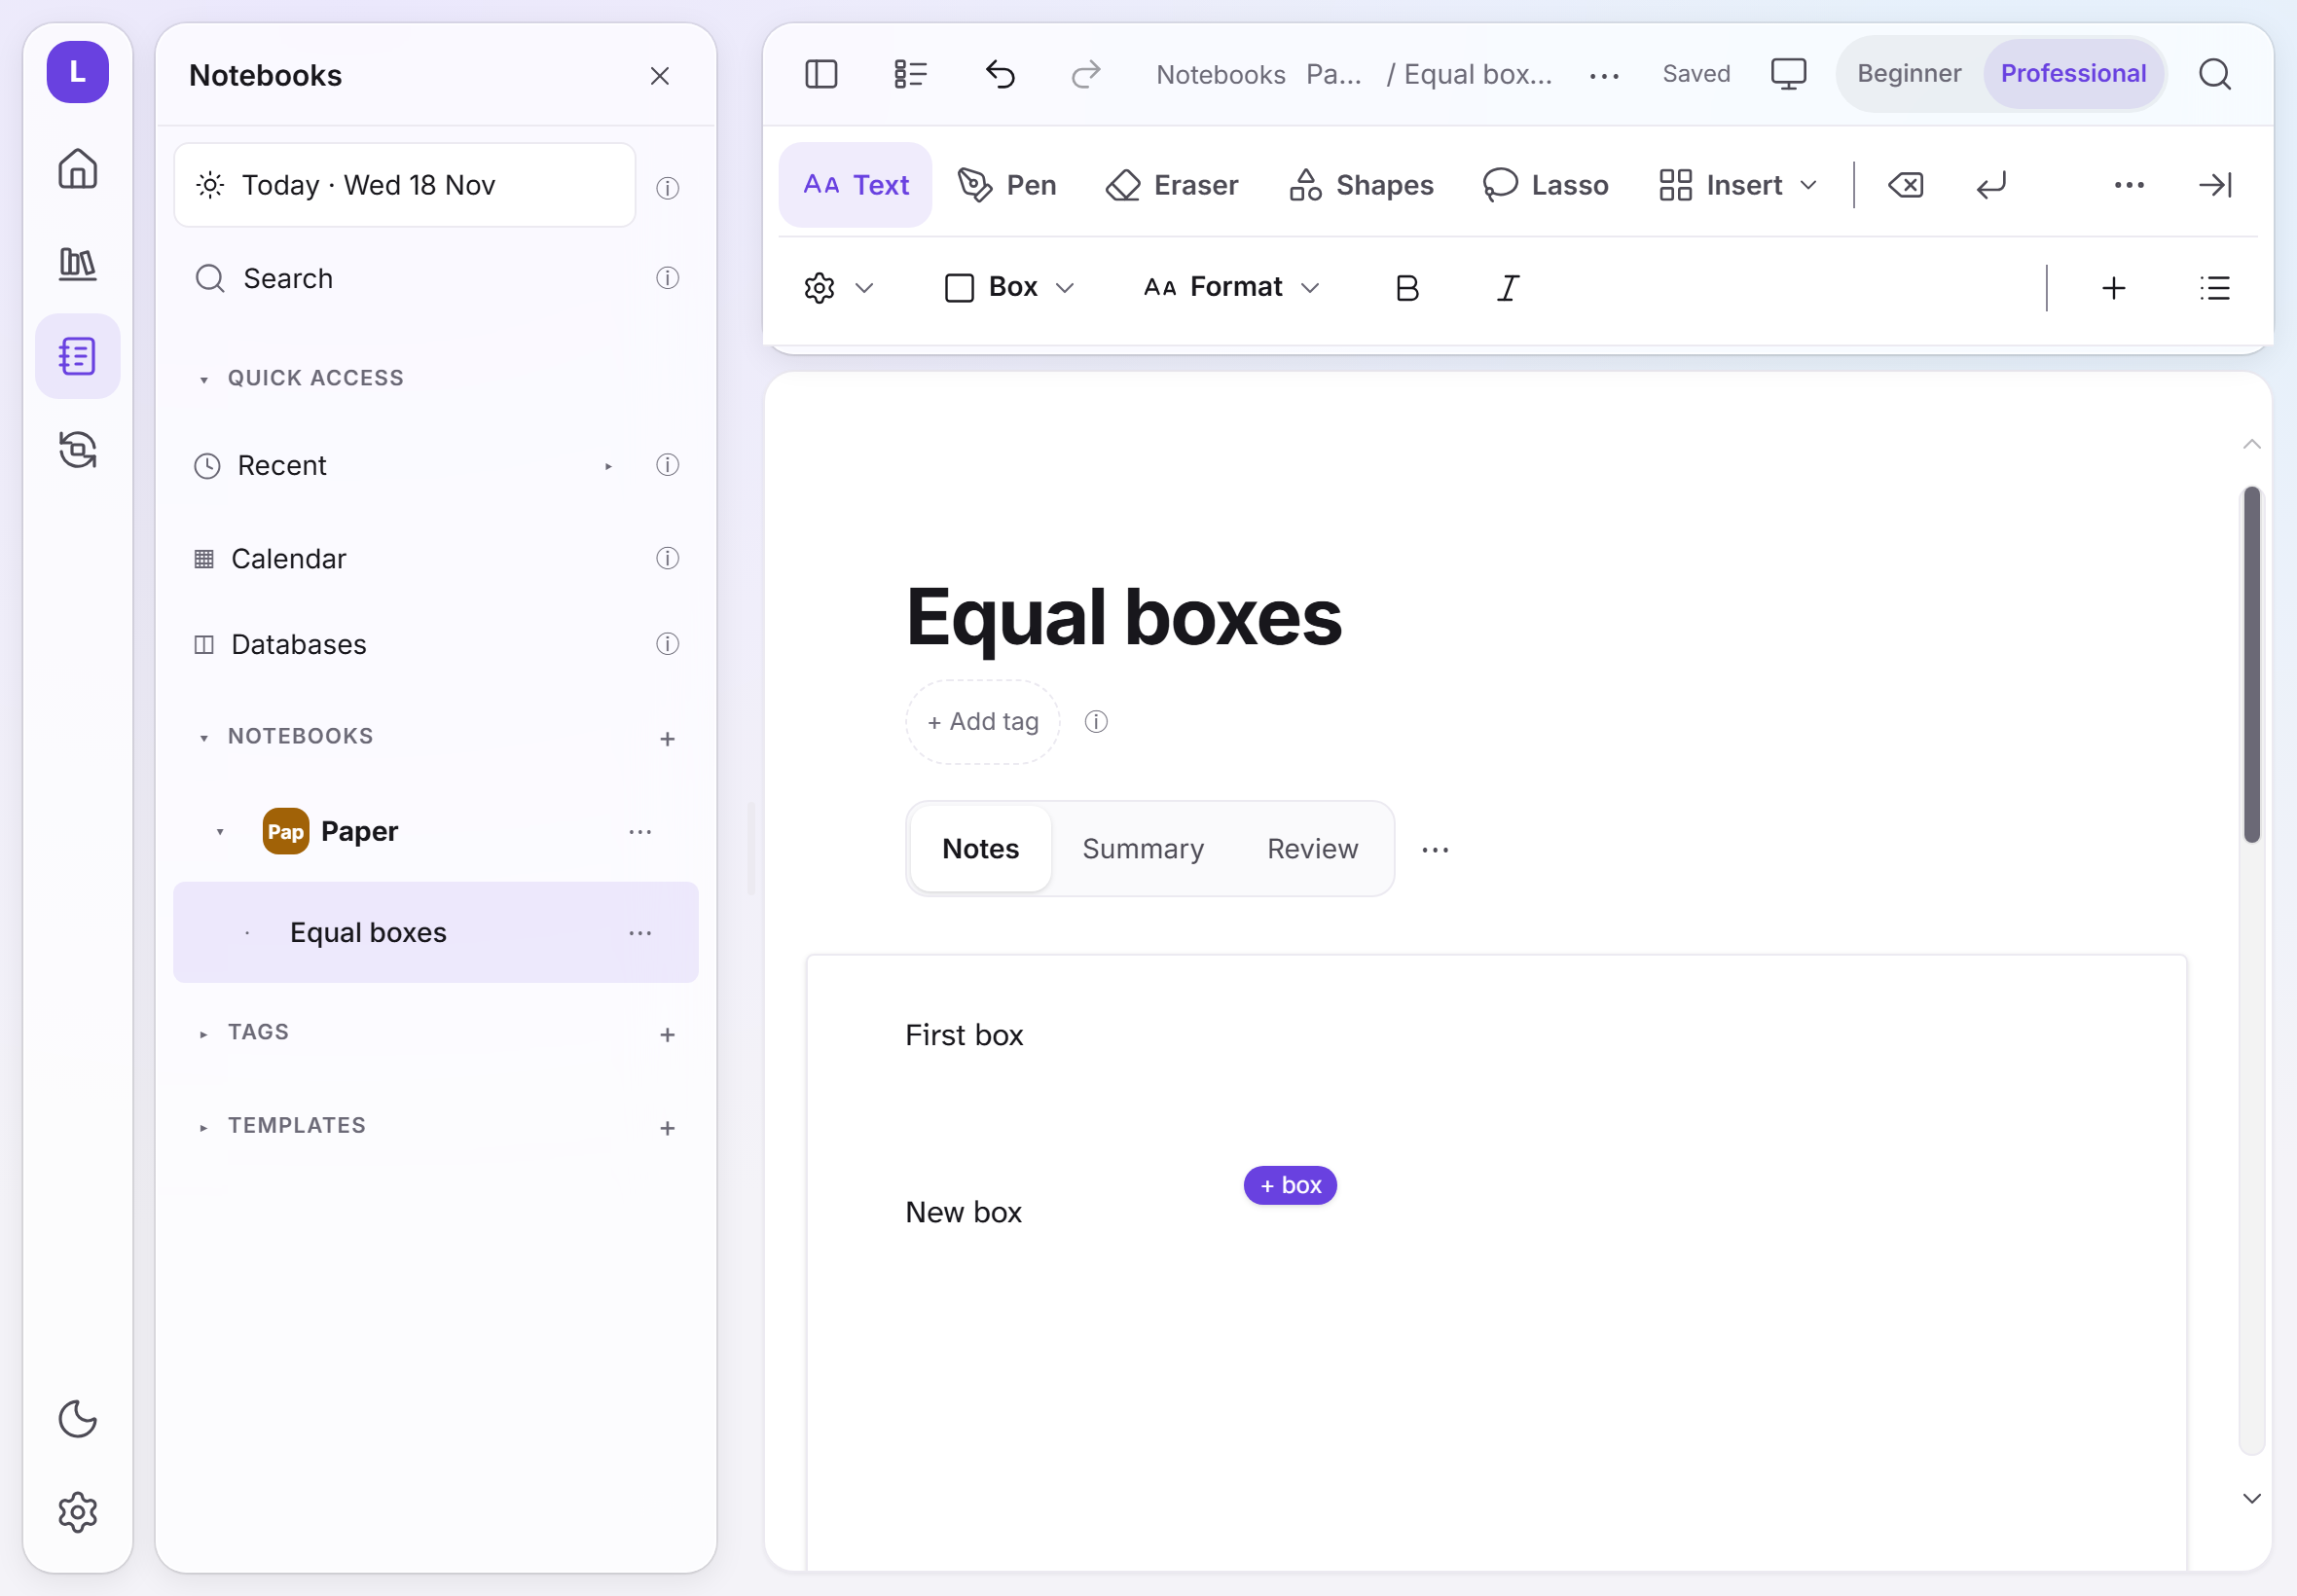 L
Notebooks
Today · Wed 18 Nov
Search
QUICK ACCESS
Recent
Calendar
Databases
NOTEBOOKS
Pap Paper
Equal boxes
TAGS
TEMPLATES
Notebooks Pa... / Equal box... Saved Beginner Professional
Text Pen Eraser Shapes Lasso Insert
Box Format B I
Equal boxes
+ Add tag
Notes Summary Review
First box
+ box
New box